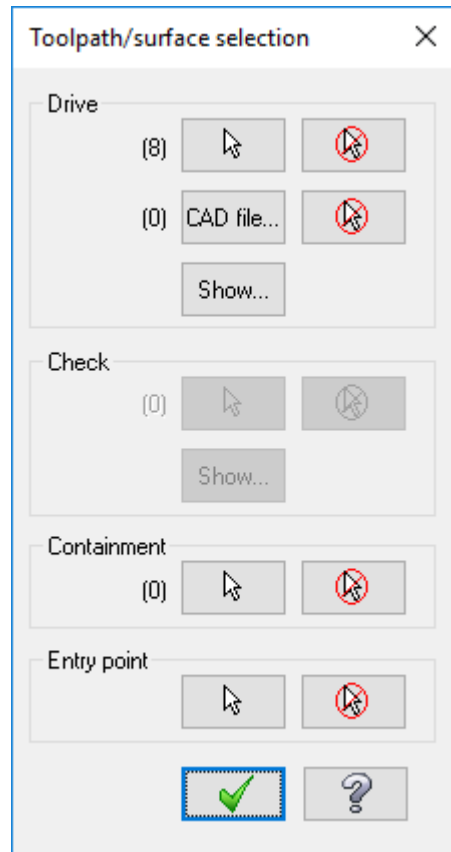 Toolpath/surface selection
Drive
(8)
(0) CAD file...
Show...
Check
(0)
Show...
Containment
(0)
Entry point